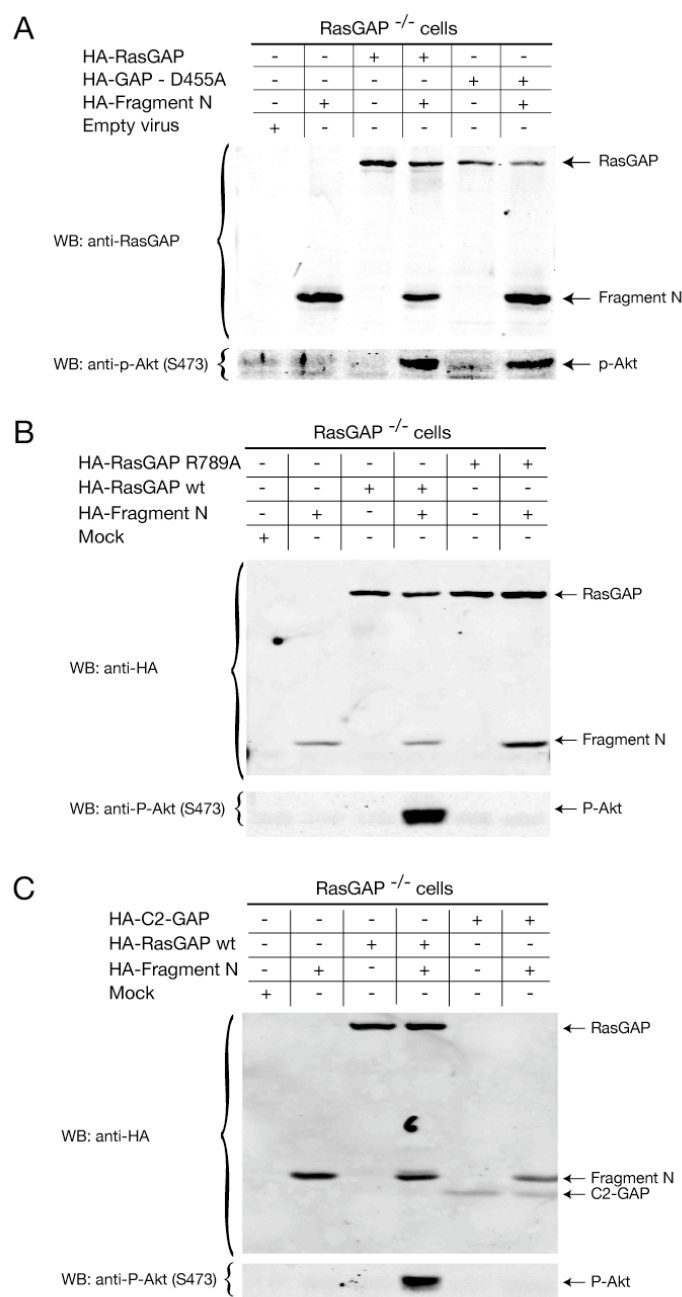 A
RasGAP -/- cells
HA-RasGAP - - + + - -
HA-GAP - D455A - - - - + +
HA-Fragment N - + - + - +
Empty virus + - - - - -
RasGAP
WB: anti-RasGAP
Fragment N
WB: anti-p-Akt (S473)
p-Akt
B
RasGAP -/- cells
HA-RasGAP R789A - - - - + +
HA-RasGAP wt - - + + - -
HA-Fragment N - + - + - +
Mock + - - - - -
RasGAP
WB: anti-HA
Fragment N
WB: anti-P-Akt (S473)
P-Akt
C
RasGAP -/- cells
HA-C2-GAP - - - - + +
HA-RasGAP wt - - + + - -
HA-Fragment N - + - + - +
Mock + - - - - -
RasGAP
WB: anti-HA
Fragment N
C2-GAP
WB: anti-P-Akt (S473)
P-Akt